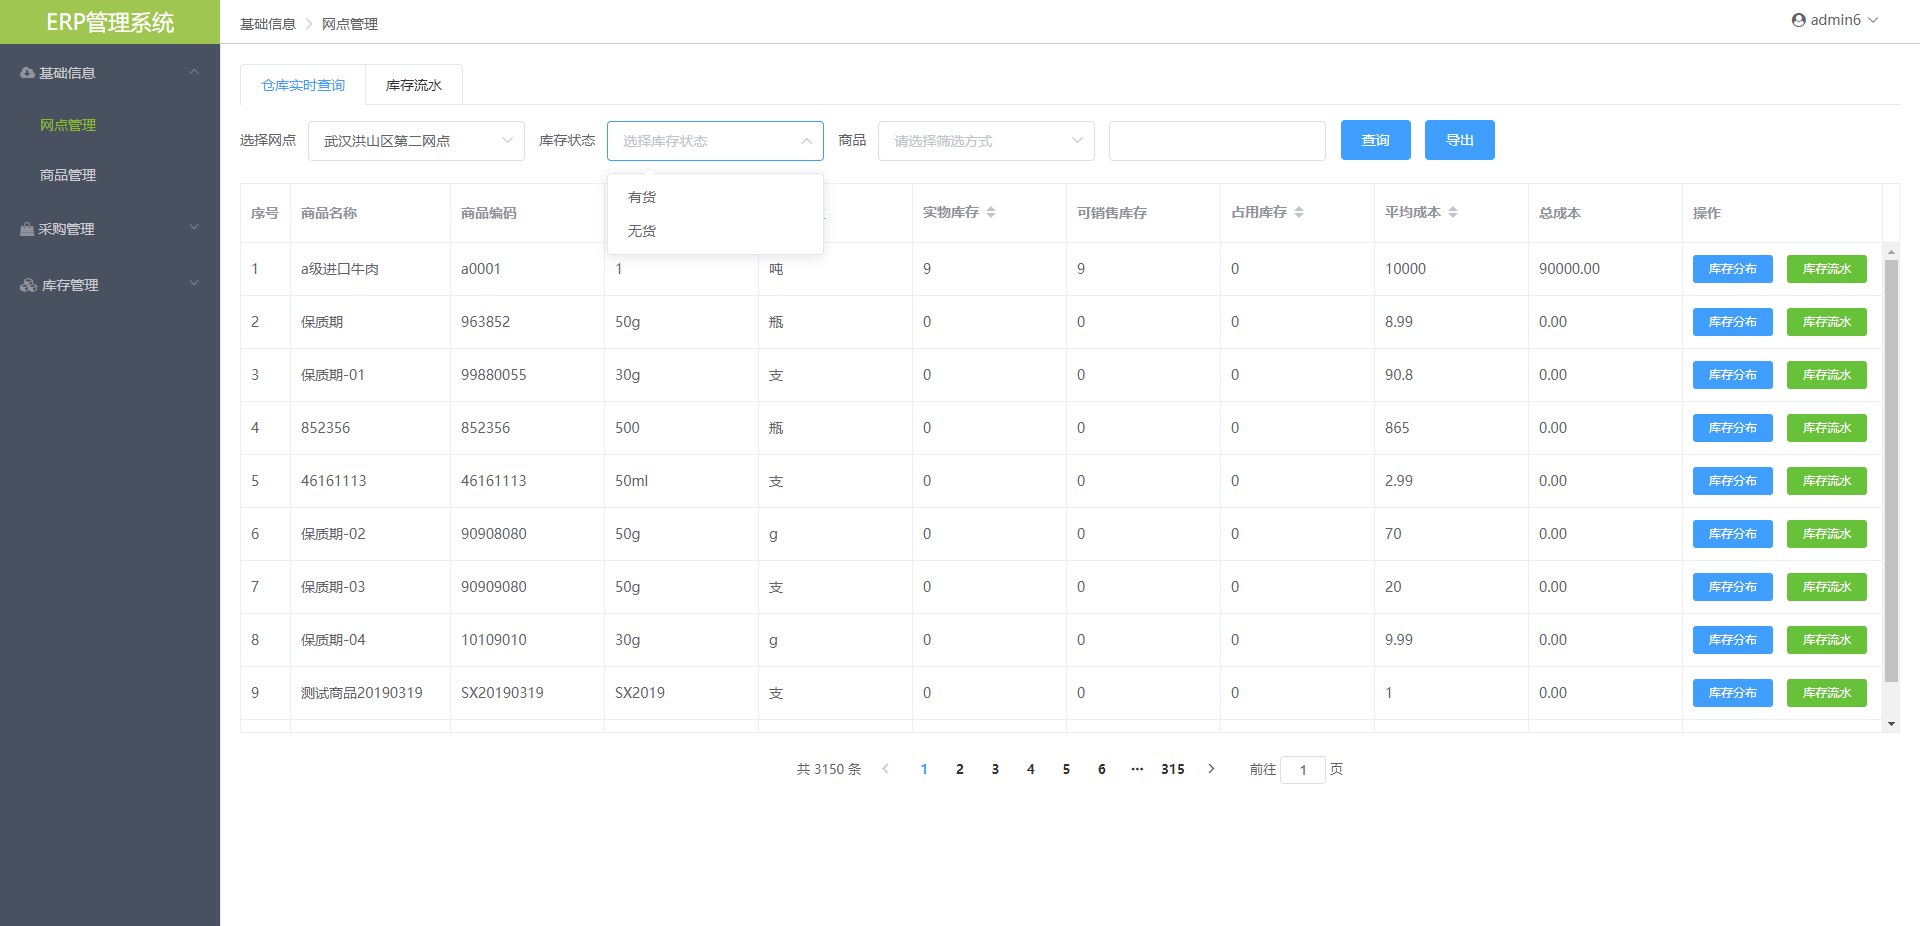 ERP管理系统
基础信息 > 网点管理
admin6
基础信息
网点管理
商品管理
采购管理
库存管理
仓库实时查询 库存流水
选择网点 武汉洪山区第二网点 库存状态 选择库存状态 商品 请选择筛选方式 查询 导出
有货
无货
序号 商品名称 商品编码 实物库存 可销售库存 占用库存 平均成本 总成本 操作
1 a级进口牛肉 a0001 1 吨 9 9 0 10000 90000.00 库存分布 库存流水
2 保质期 963852 50g 瓶 0 0 0 8.99 0.00 库存分布 库存流水
3 保质期-01 99880055 30g 支 0 0 0 90.8 0.00 库存分布 库存流水
4 852356 852356 500 瓶 0 0 0 865 0.00 库存分布 库存流水
5 46161113 46161113 50ml 支 0 0 0 2.99 0.00 库存分布 库存流水
6 保质期-02 90908080 50g g 0 0 0 70 0.00 库存分布 库存流水
7 保质期-03 90909080 50g 支 0 0 0 20 0.00 库存分布 库存流水
8 保质期-04 10109010 30g g 0 0 0 9.99 0.00 库存分布 库存流水
9 测试商品20190319 SX20190319 SX2019 支 0 0 0 1 0.00 库存分布 库存流水
共 3150 条 < 1 2 3 4 5 6 ··· 315 > 前往 1 页